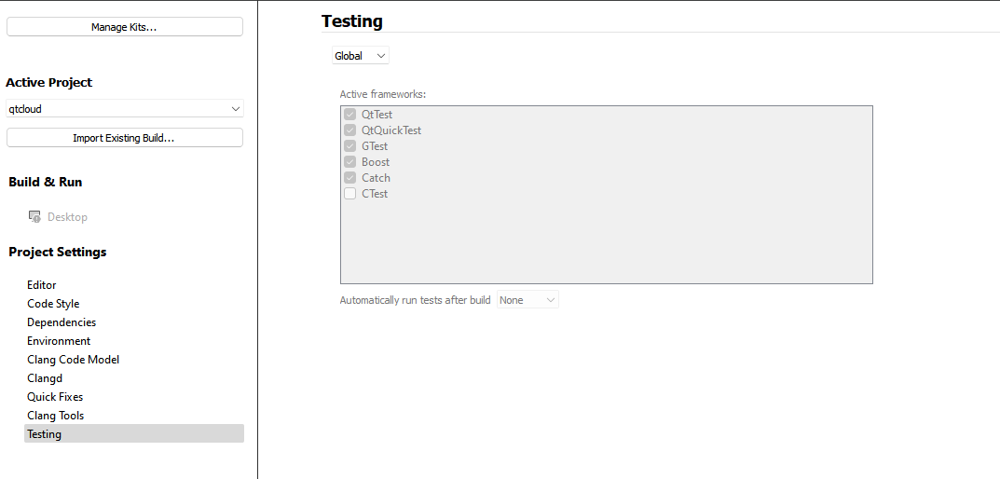 Manage Kits...
Active Project
qtcloud
Import Existing Build...
Build & Run
Desktop
Project Settings
Editor
Code Style
Dependencies
Environment
Clang Code Model
Clangd
Quick Fixes
Clang Tools
Testing
Testing
Global
Active frameworks:
QtTest
QtQuickTest
GTest
Boost
Catch
CTest
Automatically run tests after build None